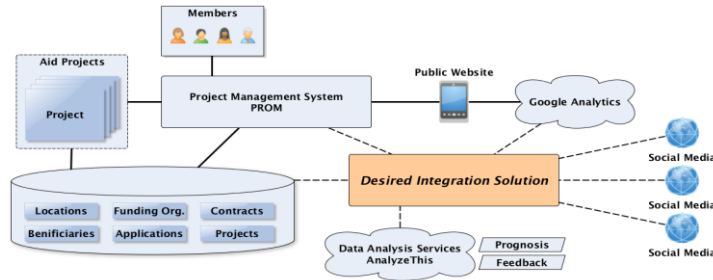 Members
Aid Projects
Project
Project Management System
PROM
Public Website
Google Analytics
Social Media
Social Media
Social Media
Desired Integration Solution
Locations
Funding Org.
Contracts
Benificiaries
Applications
Projects
Data Analysis Services
AnalyzeThis
Prognosis
Feedback